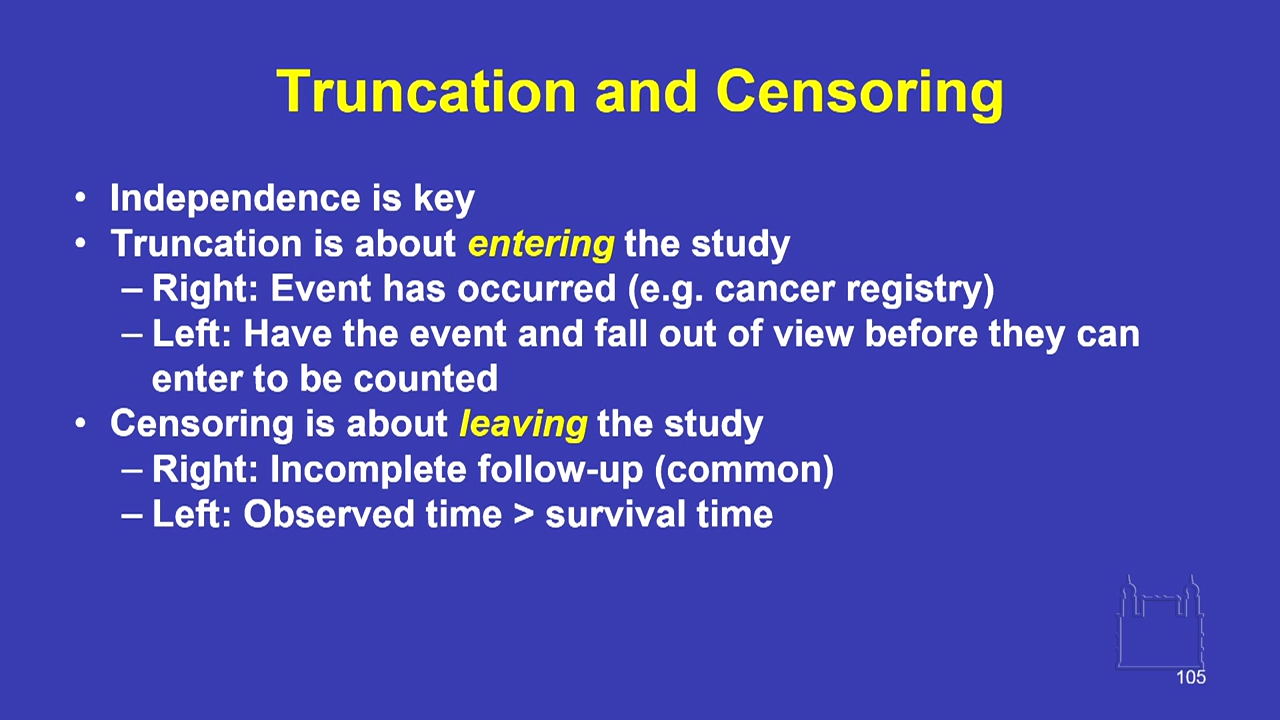 Truncation and Censoring
• Independence is key
• Truncation is about entering the study
– Right: Event has occurred (e.g. cancer registry)
– Left: Have the event and fall out of view before they can
enter to be counted
• Censoring is about leaving the study
– Right: Incomplete follow-up (common)
– Left: Observed time > survival time
105